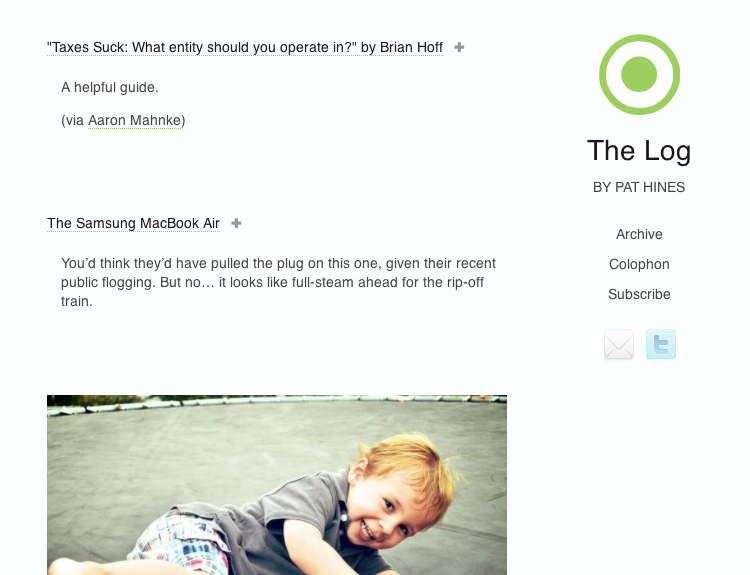 "Taxes Suck: What entity should you operate in?" by Brian Hoff
A helpful guide.
(via Aaron Mahnke)
The Samsung MacBook Air
You’d think they’d have pulled the plug on this one, given their recent
public flogging. But no… it looks like full-steam ahead for the rip-off
train.
The Log
BY PAT HINES
Archive
Colophon
Subscribe